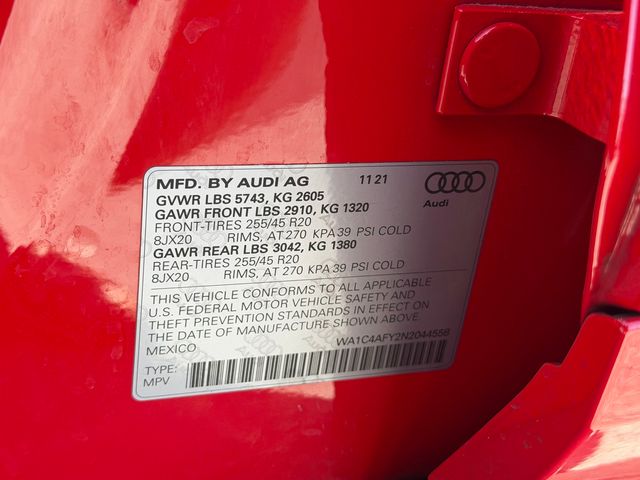 MFD. BY AUDI AG 11 21
GVWR LBS 5743, KG 2605
GAWR FRONT LBS 2910, KG 1320
FRONT-TIRES 255/45 R20
8JX20 RIMS, AT 270 KPA 39 PSI COLD
GAWR REAR LBS 3042, KG 1380
REAR-TIRES 255/45 R20
8JX20 RIMS, AT 270 KPA 39 PSI COLD
Audi
THIS VEHICLE CONFORMS TO ALL APPLICABLE
U.S. FEDERAL MOTOR VEHICLE SAFETY AND
THEFT PREVENTION STANDARDS IN EFFECT ON
THE DATE OF MANUFACTURE SHOWN ABOVE.
MEXICO WA1C4AFY2N2044558
TYPE:
MPV